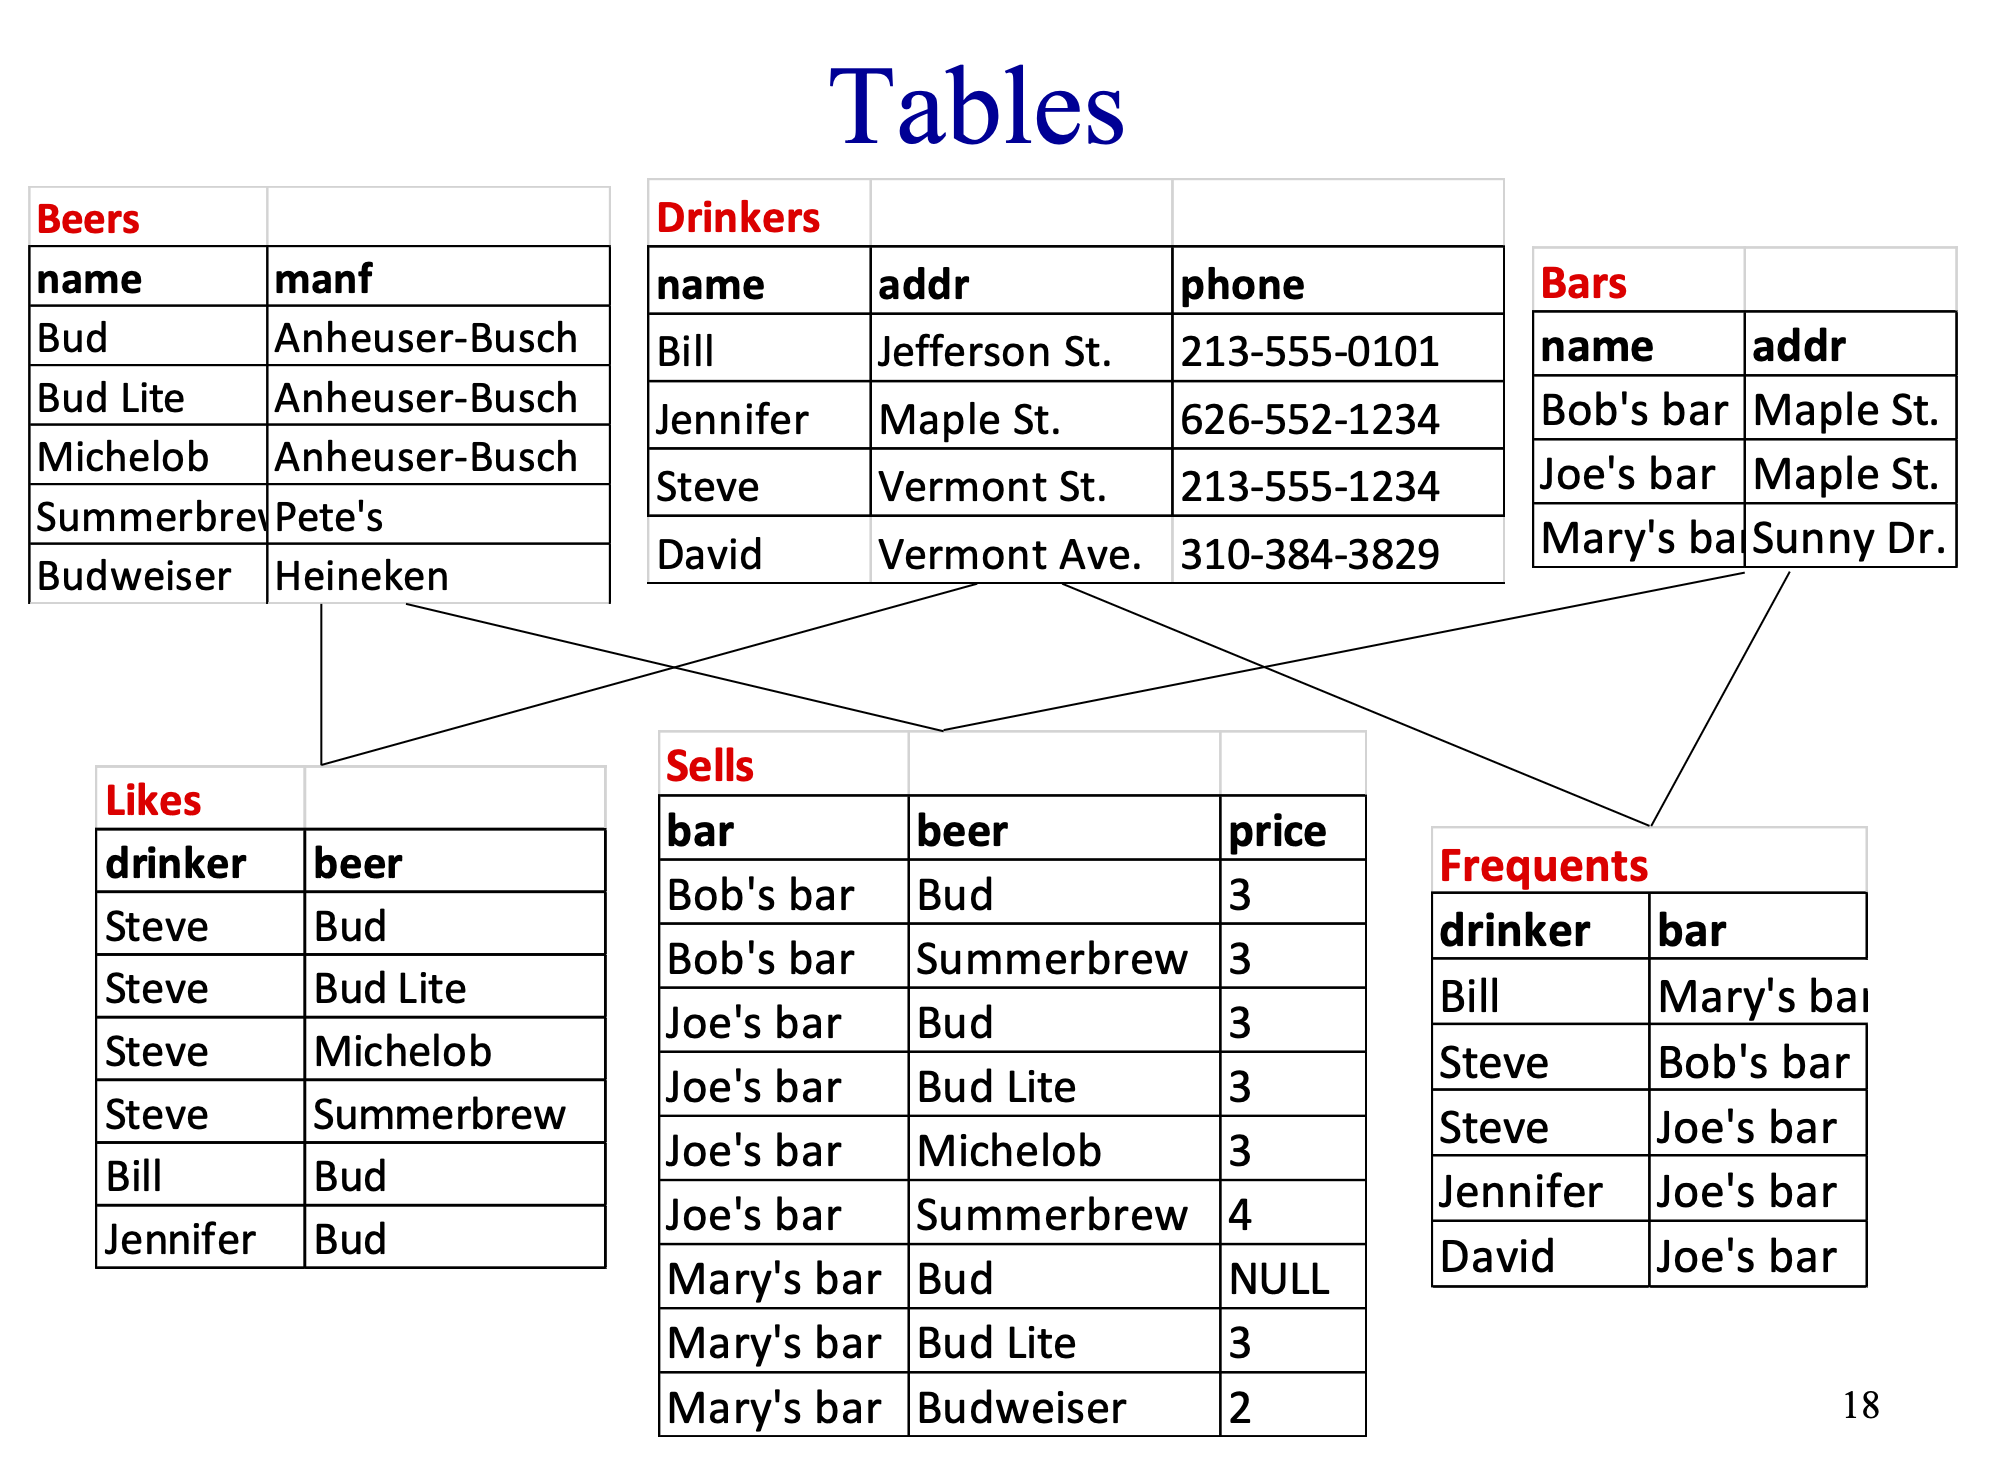 Tables
Beers
name manf
Bud Anheuser-Busch
Bud Lite Anheuser-Busch
Michelob Anheuser-Busch
Summerbrew Pete's
Budweiser Heineken
Drinkers
name addr phone
Bill Jefferson St. 213-555-0101
Jennifer Maple St. 626-552-1234
Steve Vermont St. 213-555-1234
David Vermont Ave. 310-384-3829
Bars
name addr
Bob's bar Maple St.
Joe's bar Maple St.
Mary's bar Sunny Dr.
Likes
drinker beer
Steve Bud
Steve Bud Lite
Steve Michelob
Steve Summerbrew
Bill Bud
Jennifer Bud
Sells
bar beer price
Bob's bar Bud 3
Bob's bar Summerbrew 3
Joe's bar Bud 3
Joe's bar Bud Lite 3
Joe's bar Michelob 3
Joe's bar Summerbrew 4
Mary's bar Bud NULL
Mary's bar Bud Lite 3
Mary's bar Budweiser 2
Frequents
drinker bar
Bill Mary's bar
Steve Bob's bar
Steve Joe's bar
Jennifer Joe's bar
David Joe's bar
18